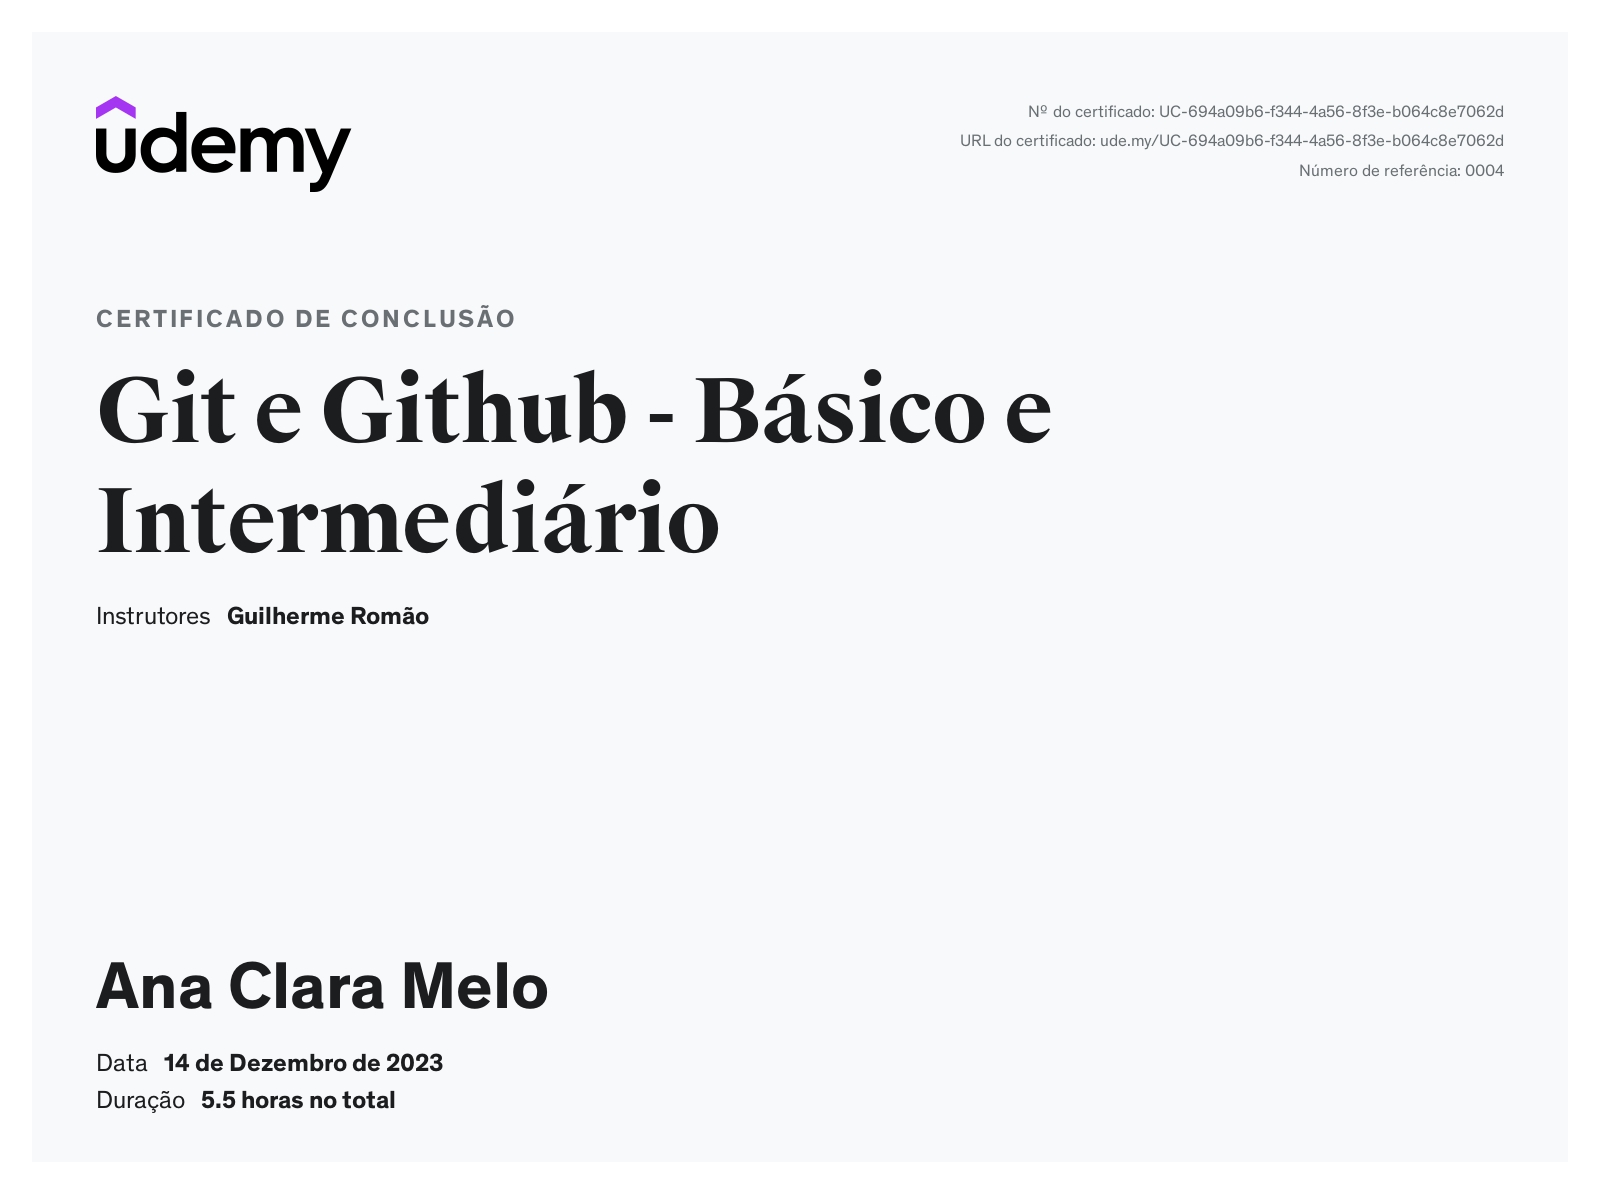 udemy
Nº do certificado: UC-694a09b6-f344-4a56-8f3e-b064c8e7062d
URL do certificado: ude.my/UC-694a09b6-f344-4a56-8f3e-b064c8e7062d
Número de referência: 0004
CERTIFICADO DE CONCLUSÃO
Git e Github - Básico e
Intermediário
Instrutores Guilherme Romão
Ana Clara Melo
Data 14 de Dezembro de 2023
Duração 5.5 horas no total